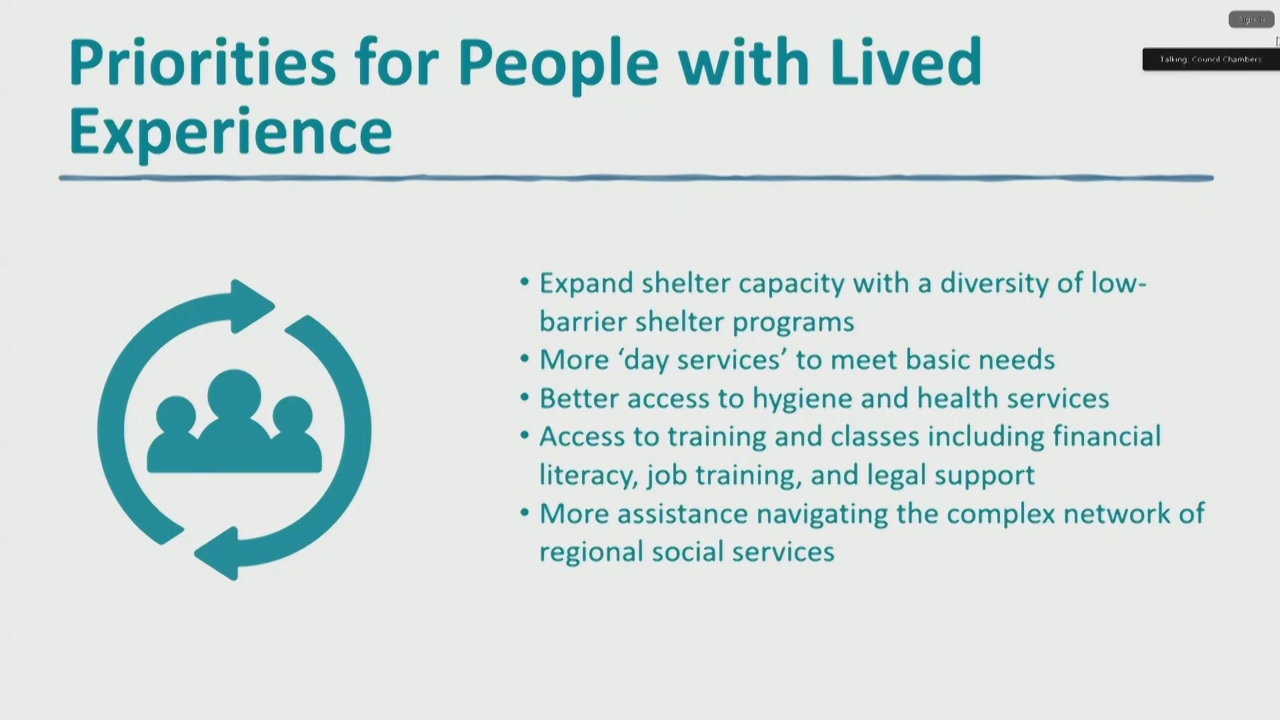 Sign in
Talking: Council Chambers
Priorities for People with Lived
Experience
• Expand shelter capacity with a diversity of low-
barrier shelter programs
• More ‘day services’ to meet basic needs
• Better access to hygiene and health services
• Access to training and classes including financial
literacy, job training, and legal support
• More assistance navigating the complex network of
regional social services